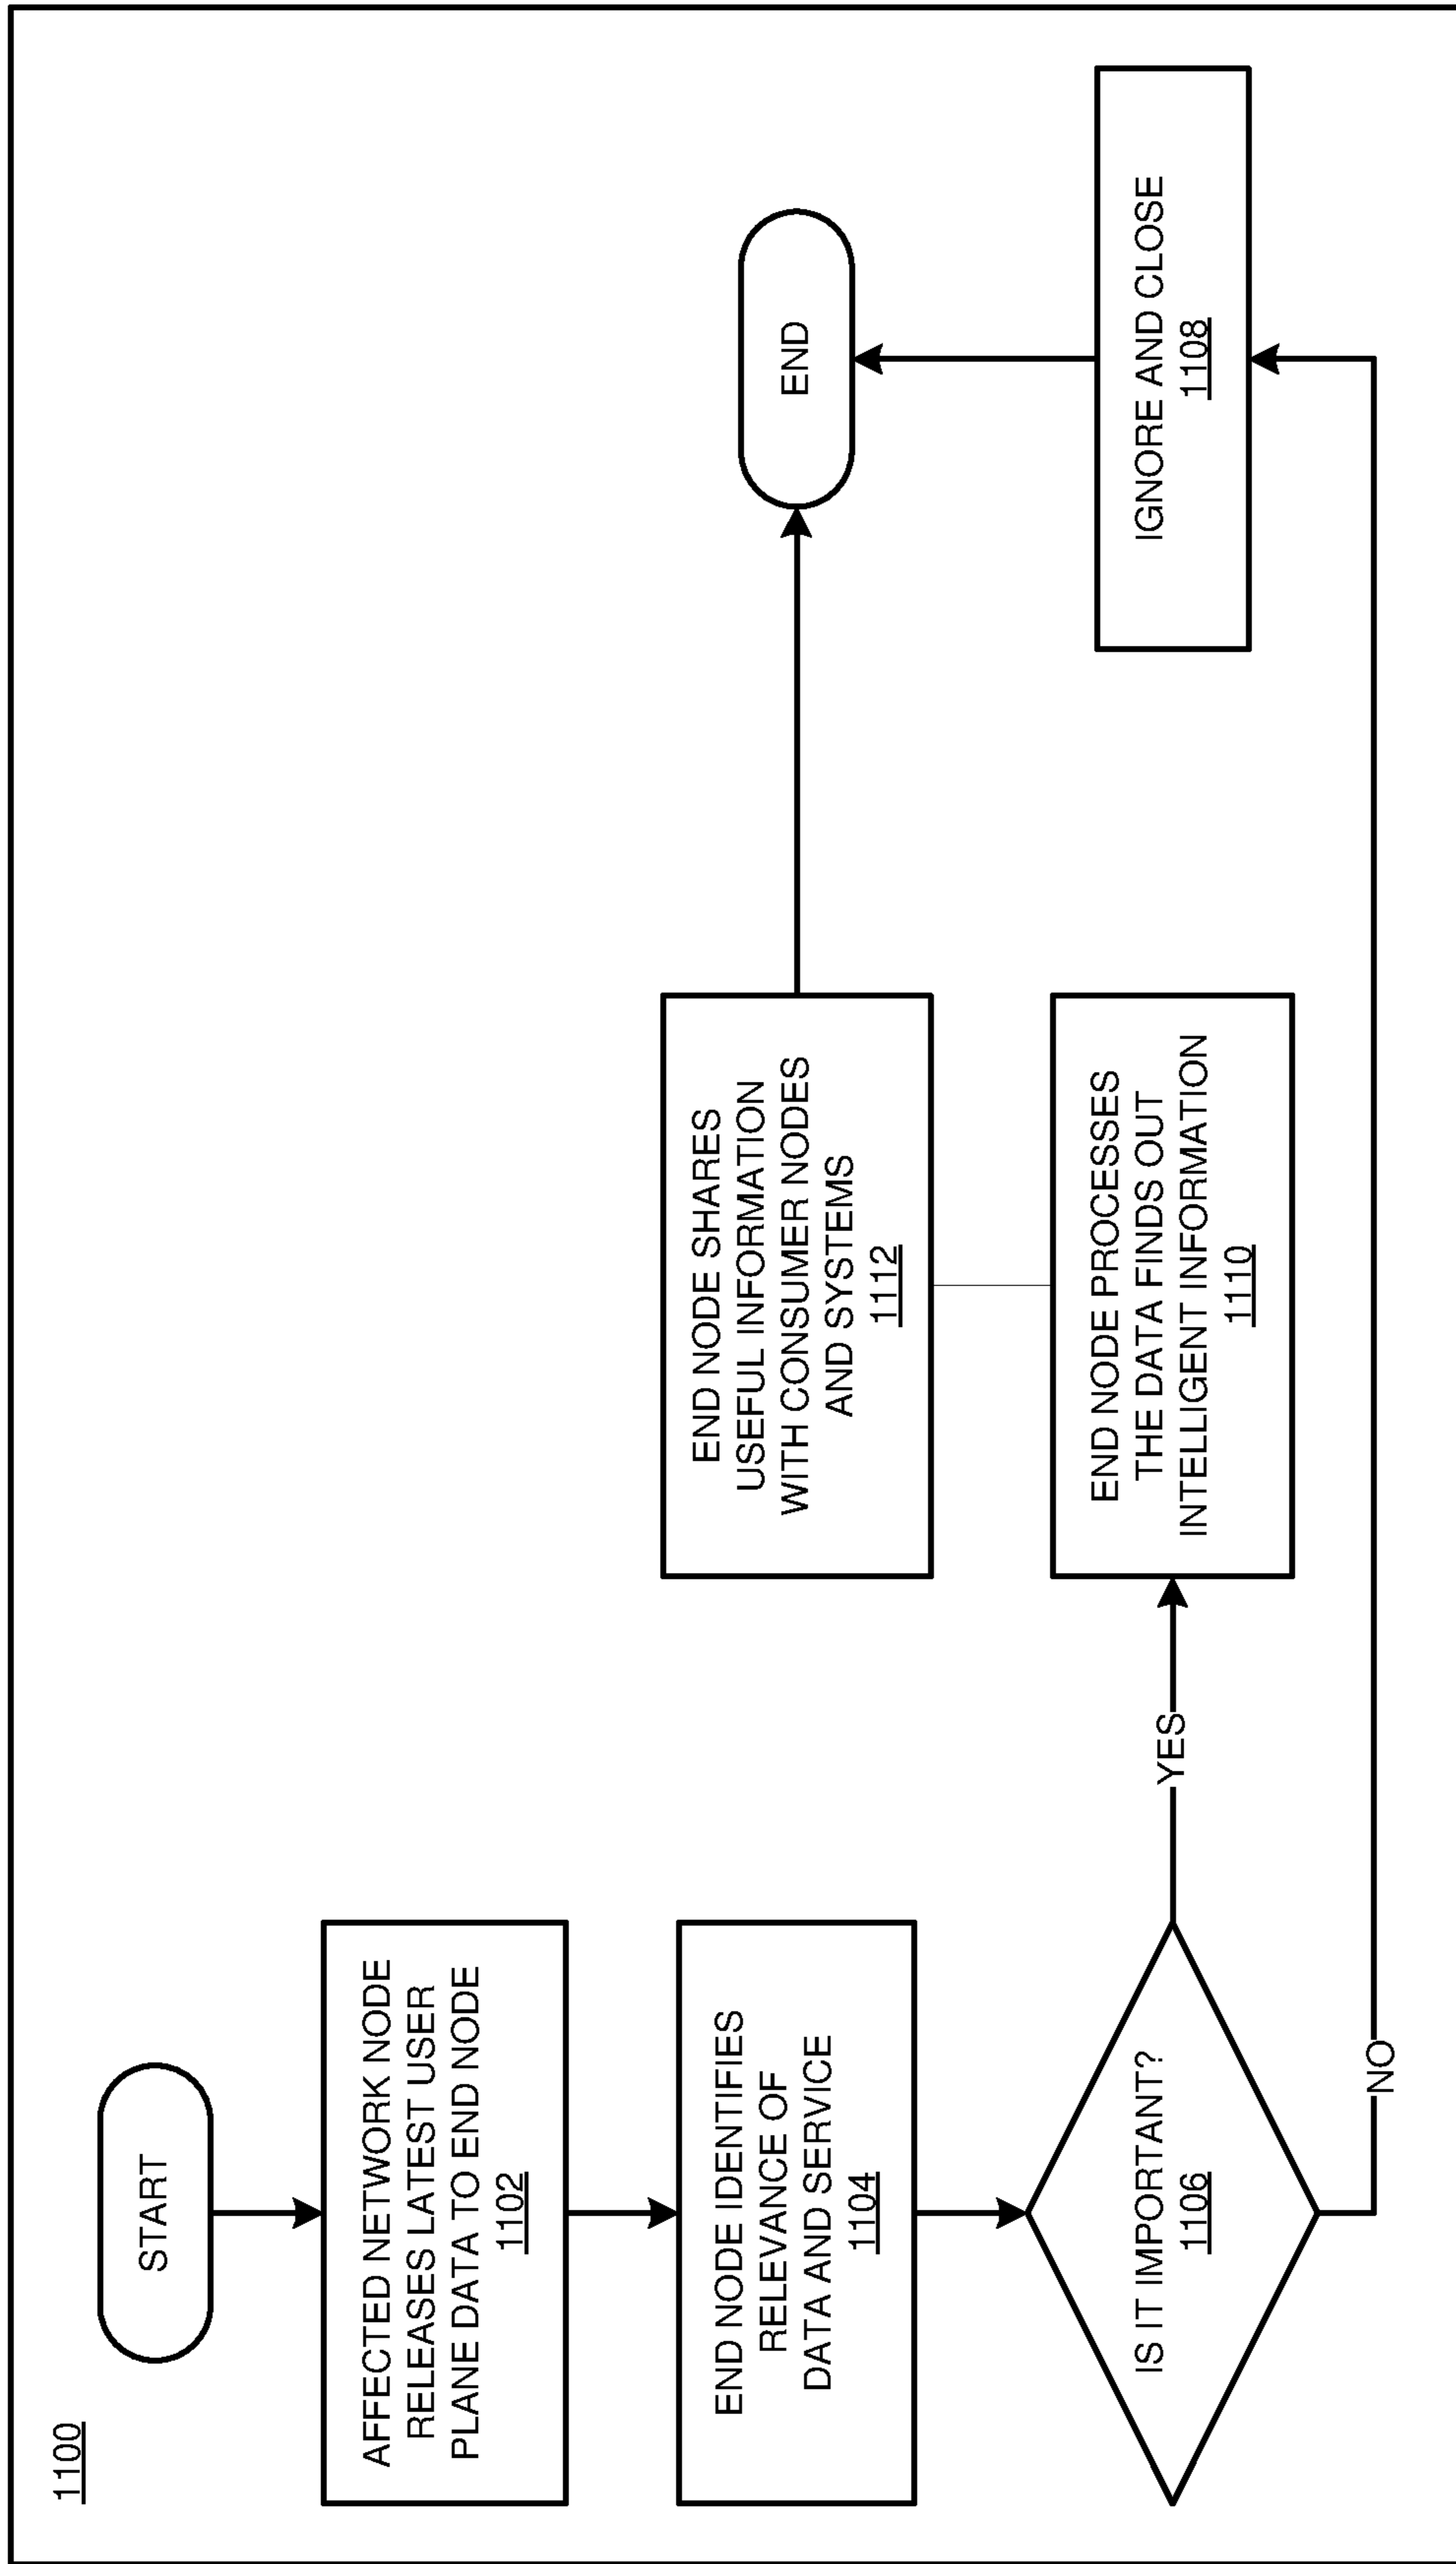 1100
START
AFFECTED NETWORK NODE
RELEASES LATEST USER
PLANE DATA TO END NODE
1102
END NODE IDENTIFIES
RELEVANCE OF
DATA AND SERVICE
1104
IS IT IMPORTANT?
1106
YES
NO
END NODE PROCESSES
THE DATA FINDS OUT
INTELLIGENT INFORMATION
1110
END NODE SHARES
USEFUL INFORMATION
WITH CONSUMER NODES
AND SYSTEMS
1112
IGNORE AND CLOSE
1108
END